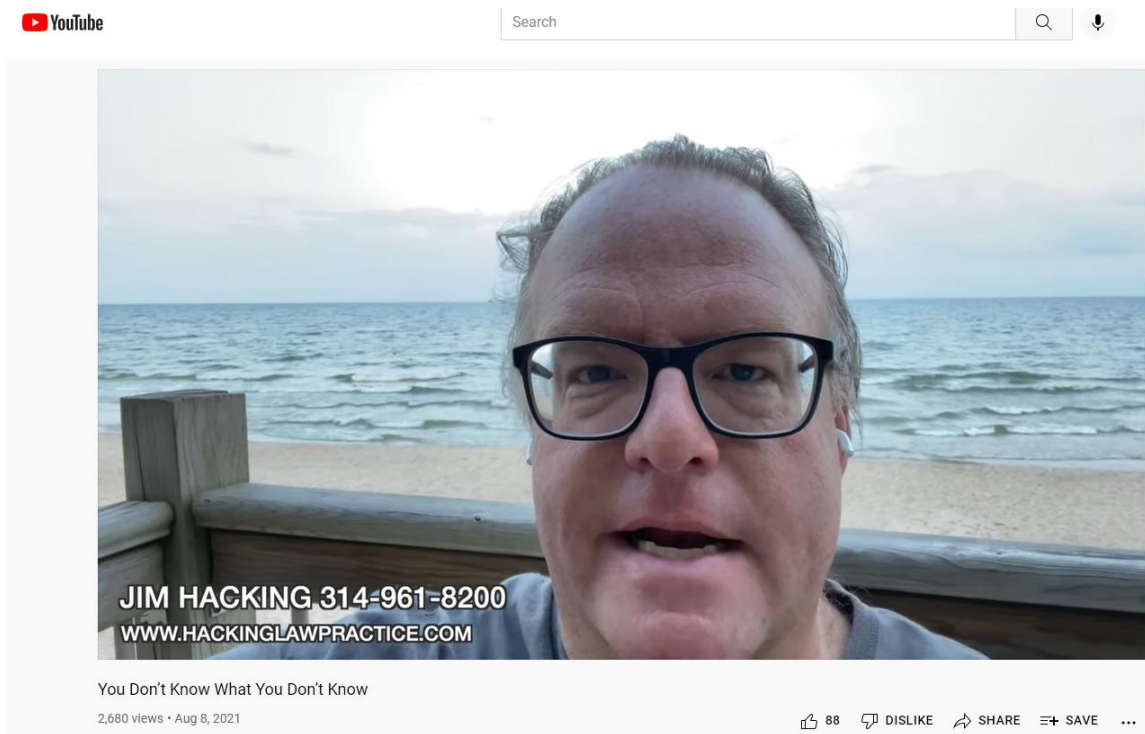 YouTube
Search
JIM HACKING 314-961-8200
WWW.HACKINGLAWPRACTICE.COM
You Don't Know What You Don't Know
2,680 views • Aug 8, 2021
88 DISLIKE SHARE SAVE ...